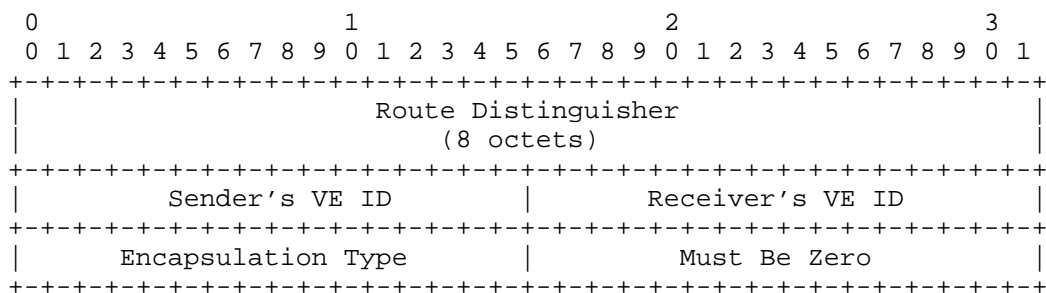 0                   1                   2                   3
 0 1 2 3 4 5 6 7 8 9 0 1 2 3 4 5 6 7 8 9 0 1 2 3 4 5 6 7 8 9 0 1
+-+-+-+-+-+-+-+-+-+-+-+-+-+-+-+-+-+-+-+-+-+-+-+-+-+-+-+-+-+-+-+-+
|                      Route Distinguisher                      |
|                          (8 octets)                           |
+-+-+-+-+-+-+-+-+-+-+-+-+-+-+-+-+-+-+-+-+-+-+-+-+-+-+-+-+-+-+-+-+
|         Sender’s VE ID        |       Receiver’s VE ID        |
+-+-+-+-+-+-+-+-+-+-+-+-+-+-+-+-+-+-+-+-+-+-+-+-+-+-+-+-+-+-+-+-+
|      Encapsulation Type       |         Must Be Zero          |
+-+-+-+-+-+-+-+-+-+-+-+-+-+-+-+-+-+-+-+-+-+-+-+-+-+-+-+-+-+-+-+-+